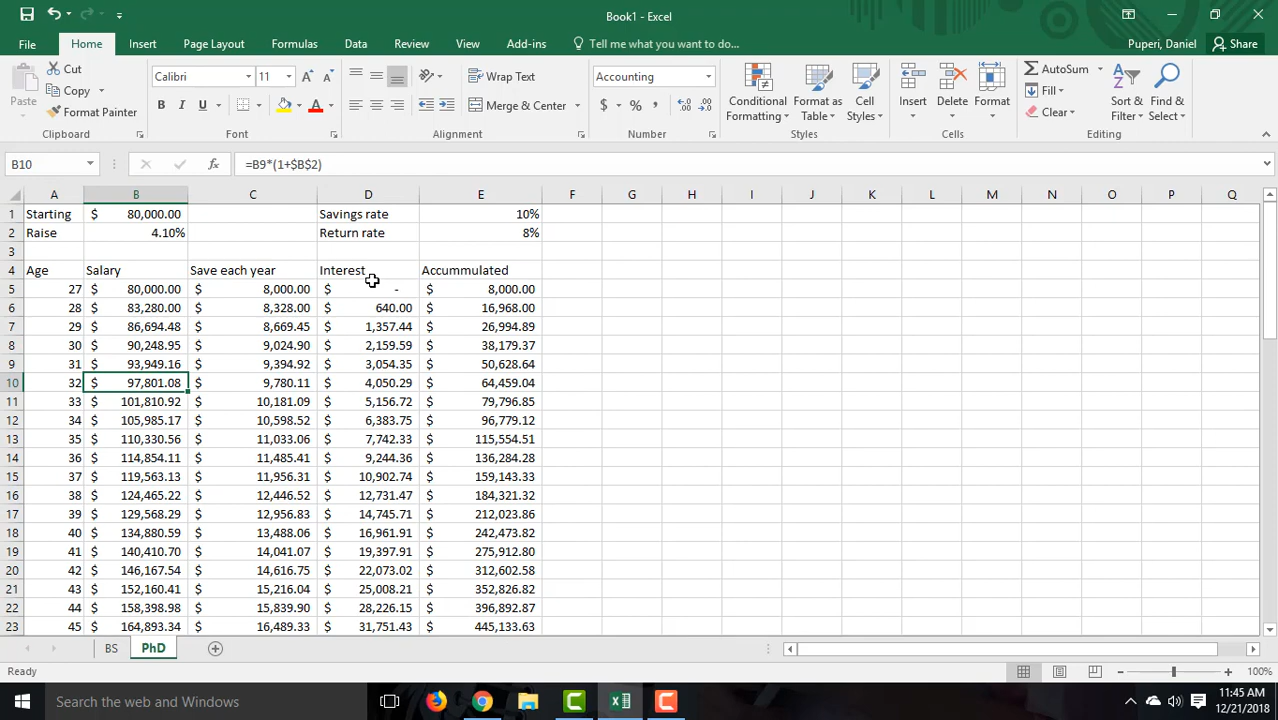 Book1 - Excel
File Home Insert Page Layout Formulas Data Review View Add-ins Tell me what you want to do... Puperi, Daniel Share
Paste Cut Copy Format Painter Clipboard
Calibri 11 A A B I U A Font
Wrap Text Merge & Center Alignment
Accounting $ % , Number
Conditional Formatting Format as Table Cell Styles Styles
Insert Delete Format Cells
AutoSum Fill Clear Sort & Filter Find & Select Editing
B10 fx =B9*(1+$B$2)
A B C D E F G H I J K L M N O P Q
1 Starting $ 80,000.00 Savings rate 10%
2 Raise 4.10% Return rate 8%
3
4 Age Salary Save each year Interest Accummulated
5 27 $ 80,000.00 $ 8,000.00 $ - $ 8,000.00
6 28 $ 83,280.00 $ 8,328.00 $ 640.00 $ 16,968.00
7 29 $ 86,694.48 $ 8,669.45 $ 1,357.44 $ 26,994.89
8 30 $ 90,248.95 $ 9,024.90 $ 2,159.59 $ 38,179.37
9 31 $ 93,949.16 $ 9,394.92 $ 3,054.35 $ 50,628.64
10 32 $ 97,801.08 $ 9,780.11 $ 4,050.29 $ 64,459.04
11 33 $ 101,810.92 $ 10,181.09 $ 5,156.72 $ 79,796.85
12 34 $ 105,985.17 $ 10,598.52 $ 6,383.75 $ 96,779.12
13 35 $ 110,330.56 $ 11,033.06 $ 7,742.33 $ 115,554.51
14 36 $ 114,854.11 $ 11,485.41 $ 9,244.36 $ 136,284.28
15 37 $ 119,563.13 $ 11,956.31 $ 10,902.74 $ 159,143.33
16 38 $ 124,465.22 $ 12,446.52 $ 12,731.47 $ 184,321.32
17 39 $ 129,568.29 $ 12,956.83 $ 14,745.71 $ 212,023.86
18 40 $ 134,880.59 $ 13,488.06 $ 16,961.91 $ 242,473.82
19 41 $ 140,410.70 $ 14,041.07 $ 19,397.91 $ 275,912.80
20 42 $ 146,167.54 $ 14,616.75 $ 22,073.02 $ 312,602.58
21 43 $ 152,160.41 $ 15,216.04 $ 25,008.21 $ 352,826.82
22 44 $ 158,398.98 $ 15,839.90 $ 28,226.15 $ 396,892.87
23 45 $ 164,893.34 $ 16,489.33 $ 31,751.43 $ 445,133.63
BS PhD
Ready 100%
Search the web and Windows
11:45 AM
12/21/2018